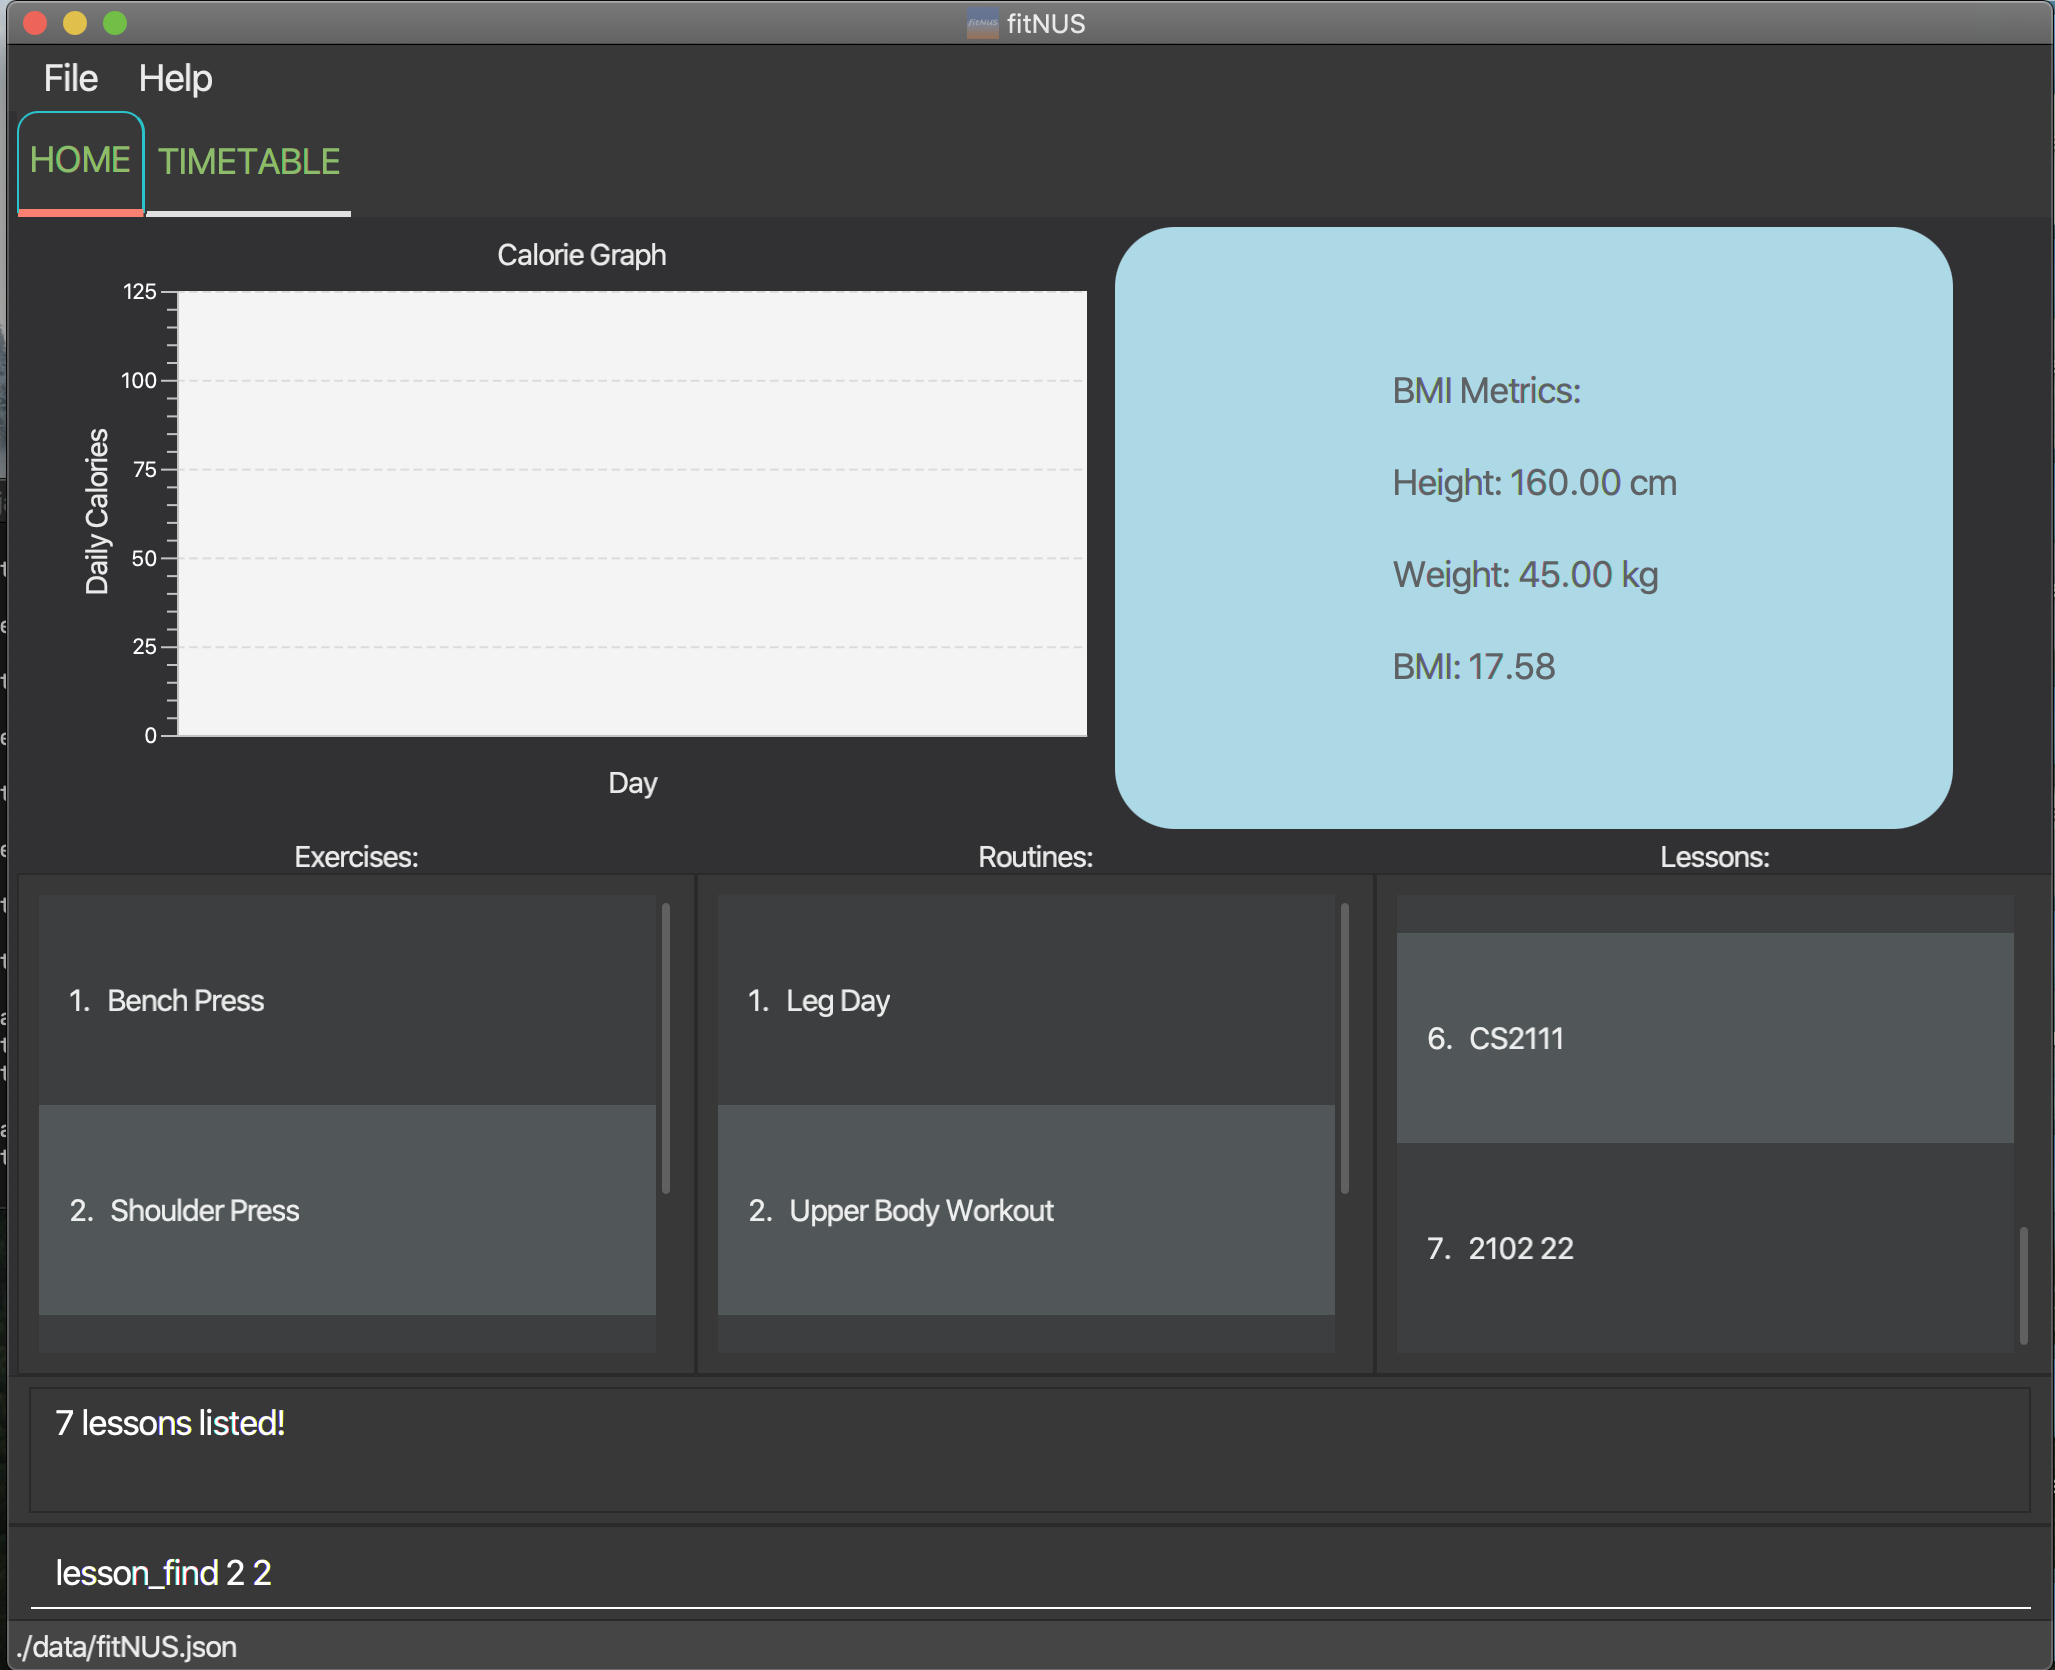 fitNUS
File Help
HOME TIMETABLE
Calorie Graph
125
100
75
50
25
0
Daily Calories
Day
BMI Metrics:
Height: 160.00 cm
Weight: 45.00 kg
BMI: 17.58
Exercises:
1. Bench Press
2. Shoulder Press
Routines:
1. Leg Day
2. Upper Body Workout
Lessons:
6. CS2111
7. 2102 22
7 lessons listed!
lesson_find 2 2
./data/fitNUS.json